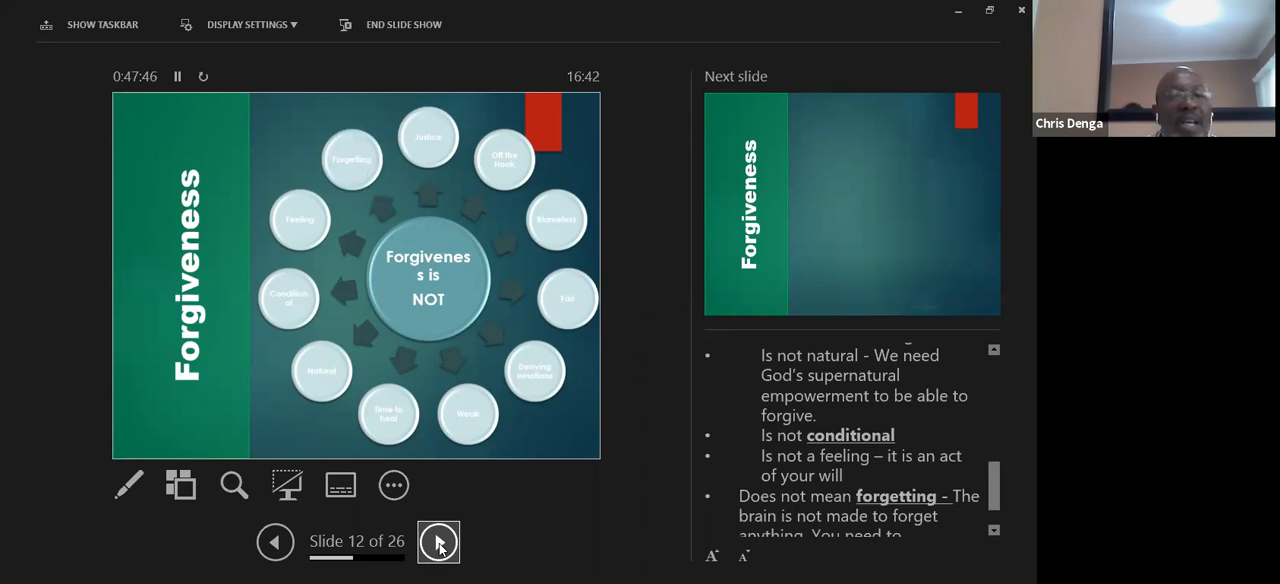 SHOW TASKBAR
DISPLAY SETTINGS ▼
END SLIDE SHOW
0:47:46
16:42
Next slide
Chris Denga
Forgiveness
Justice
Off the
Hook
Blameless
Fair
Denying
emotions
Weak
Time to
Natural
Condition
al
Feeling
Forgetting
Forgivenes
s is
NOT
Forgiveness
• Is not natural - We need
God's supernatural
empowerment to be able to
forgive.
• Is not conditional
• Is not a feeling – it is an act
of your will
• Does not mean forgetting - The
brain is not made to forget
anything. You need to
Slide 12 of 26
A
A